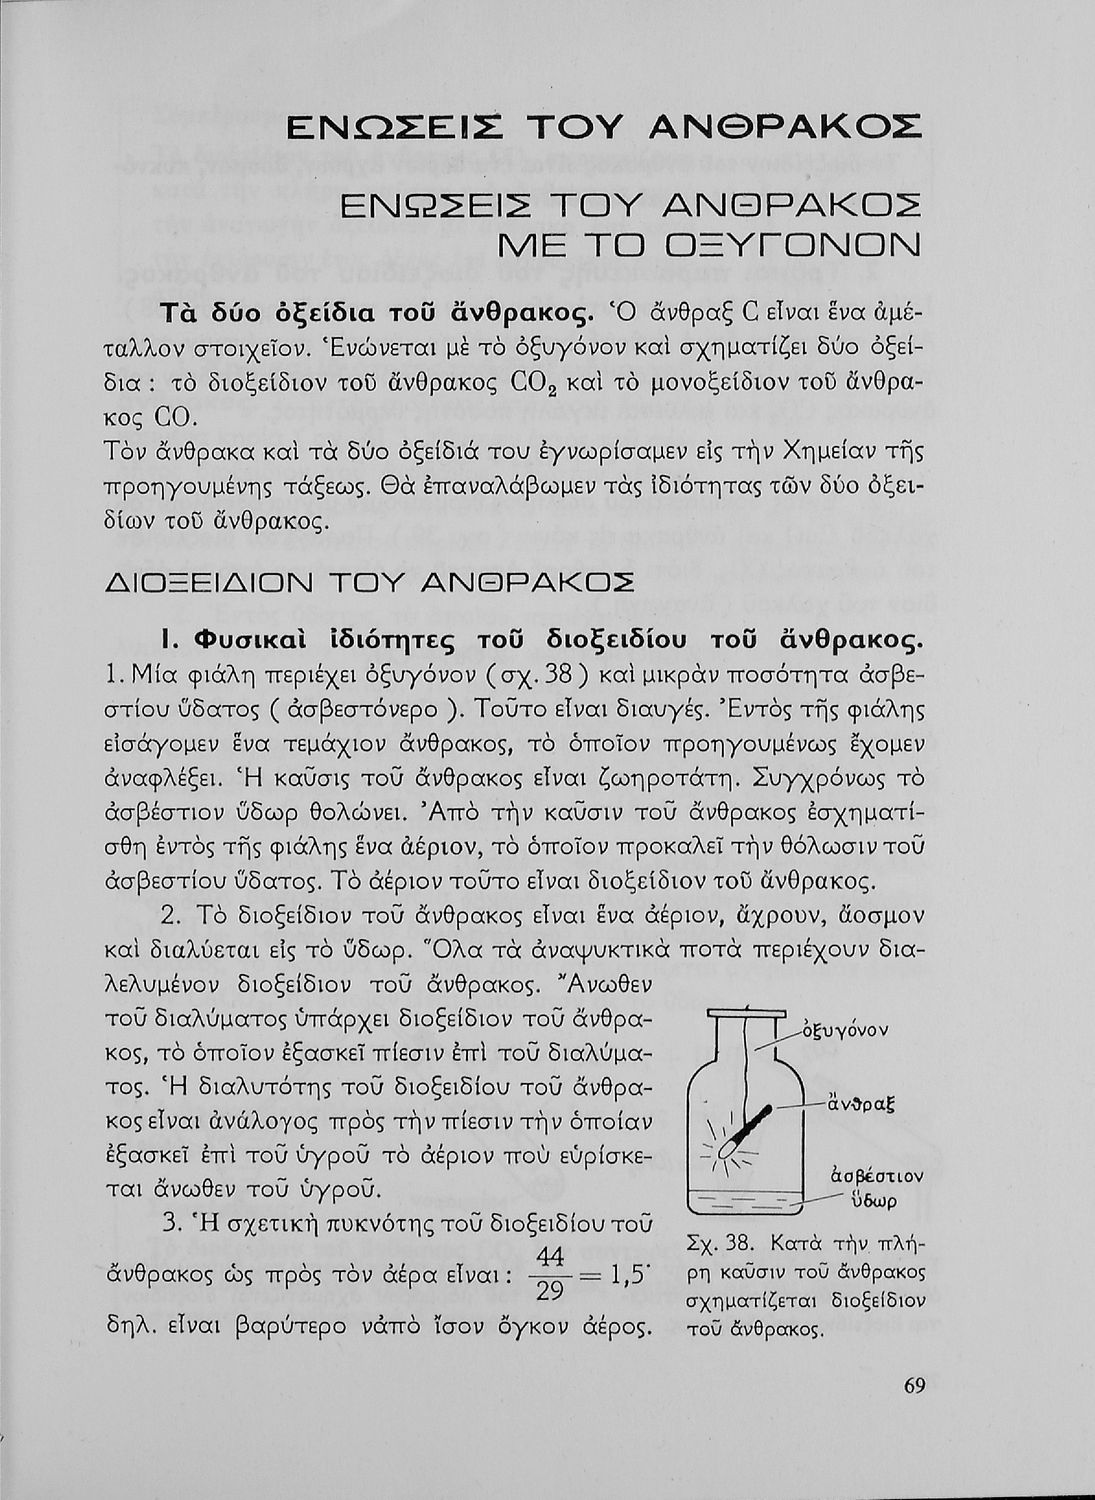 ΕΝΩΣΕΙΣ ΤΟΥ ΑΝΘΡΑΚΟΣ
ΕΝΩΣΕΙΣ ΤΟΥ ΑΝΘΡΑΚΟΣ
ΜΕ ΤΟ ΟΞΥΓΟΝΟΝ
Τὰ δύο ὀξείδια τοῦ ἄνθρακος. Ὁ ἄνθραξ C εἶναι ἕνα ἀμέ-
ταλλον στοιχεῖον. Ἑνώνεται μὲ τὸ ὀξυγόνον καὶ σχηματίζει δύο ὀξεί-
δια : τὸ διοξείδιον τοῦ ἄνθρακος CO₂ καὶ τὸ μονοξείδιον τοῦ ἄνθρα-
κος CO.
Τὸν ἄνθρακα καὶ τὰ δύο ὀξείδιά του ἐγνωρίσαμεν εἰς τὴν Χημείαν τῆς
προηγουμένης τάξεως. Θὰ ἐπαναλάβωμεν τὰς ἰδιότητας τῶν δύο ὀξει-
δίων τοῦ ἄνθρακος.
ΔΙΟΞΕΙΔΙΟΝ ΤΟΥ ΑΝΘΡΑΚΟΣ
I. Φυσικαὶ ἰδιότητες τοῦ διοξειδίου τοῦ ἄνθρακος.
1. Μία φιάλη περιέχει ὀξυγόνον ( σχ. 38 ) καὶ μικρὰν ποσότητα ἀσβε-
στίου ὕδατος ( ἀσβεστόνερο ). Τοῦτο εἶναι διαυγές. Ἐντὸς τῆς φιάλης
εἰσάγομεν ἕνα τεμάχιον ἄνθρακος, τὸ ὁποῖον προηγουμένως ἔχομεν
ἀναφλέξει. Ἡ καῦσις τοῦ ἄνθρακος εἶναι ζωηροτάτη. Συγχρόνως τὸ
ἀσβέστιον ὕδωρ θολώνει. Ἀπὸ τὴν καῦσιν τοῦ ἄνθρακος ἐσχηματί-
σθη ἐντὸς τῆς φιάλης ἕνα ἀέριον, τὸ ὁποῖον προκαλεῖ τὴν θόλωσιν τοῦ
ἀσβεστίου ὕδατος. Τὸ ἀέριον τοῦτο εἶναι διοξείδιον τοῦ ἄνθρακος.
2. Τὸ διοξείδιον τοῦ ἄνθρακος εἶναι ἕνα ἀέριον, ἄχρουν, ἄοσμον
καὶ διαλύεται εἰς τὸ ὕδωρ. Ὅλα τὰ ἀναψυκτικὰ ποτὰ περιέχουν δια-
λελυμένον διοξείδιον τοῦ ἄνθρακος. Ἄνωθεν
τοῦ διαλύματος ὑπάρχει διοξείδιον τοῦ ἄνθρα-
κος, τὸ ὁποῖον ἐξασκεῖ πίεσιν ἐπὶ τοῦ διαλύμα-
τος. Ἡ διαλυτότης τοῦ διοξειδίου τοῦ ἄνθρα-
κος εἶναι ἀνάλογος πρὸς τὴν πίεσιν τὴν ὁποίαν
ἐξασκεῖ ἐπὶ τοῦ ὑγροῦ τὸ ἀέριον ποὺ εὑρίσκε-
ται ἄνωθεν τοῦ ὑγροῦ.
3. Ἡ σχετικὴ πυκνότης τοῦ διοξειδίου τοῦ
ἄνθρακος ὡς πρὸς τὸν ἀέρα εἶναι : 44/29 = 1,5·
δηλ. εἶναι βαρύτερο νἀπὸ ἴσον ὄγκον ἀέρος.
ὀξυγόνον
ἄνθραξ
ἀσβέστιον
ὕδωρ
Σχ. 38. Κατὰ τὴν πλή-
ρη καῦσιν τοῦ ἄνθρακος
σχηματίζεται διοξείδιον
τοῦ ἄνθρακος.
69